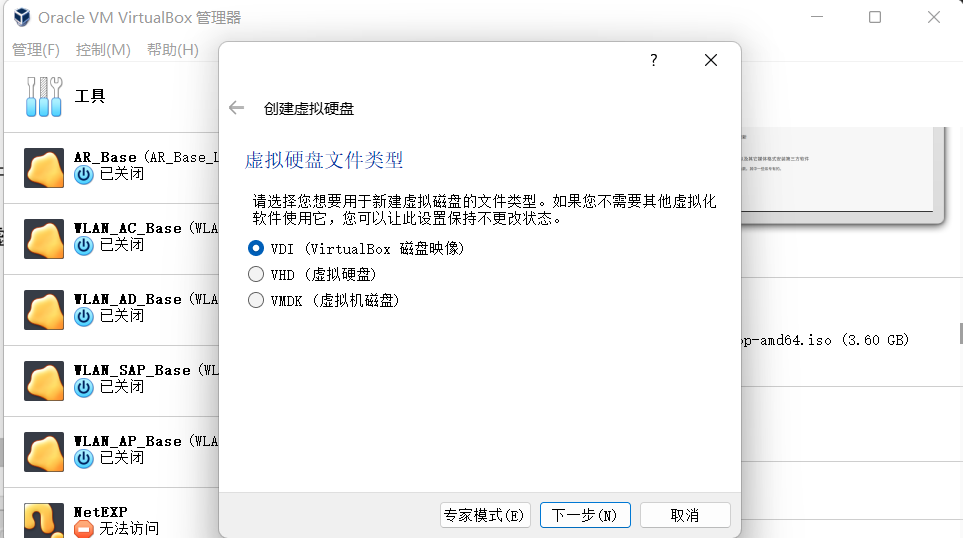 Oracle VM VirtualBox 管理器
管理(F) 控制(M) 帮助(H)
工具
AR_Base (AR_Base_L
已关闭
WLAN_AC_Base (WLA
已关闭
WLAN_AD_Base (WLA
已关闭
WLAN_SAP_Base (WL
已关闭
WLAN_AP_Base (WLA
已关闭
NetEXP
无法访问
?
创建虚拟硬盘
虚拟硬盘文件类型
请选择您想要用于新建虚拟磁盘的文件类型。如果您不需要其他虚拟化
软件使用它，您可以让此设置保持不更改状态。
VDI (VirtualBox 磁盘映像)
VHD (虚拟硬盘)
VMDK (虚拟机磁盘)
专家模式(E) 下一步(N) 取消
op-amd64.iso (3.60 GB)